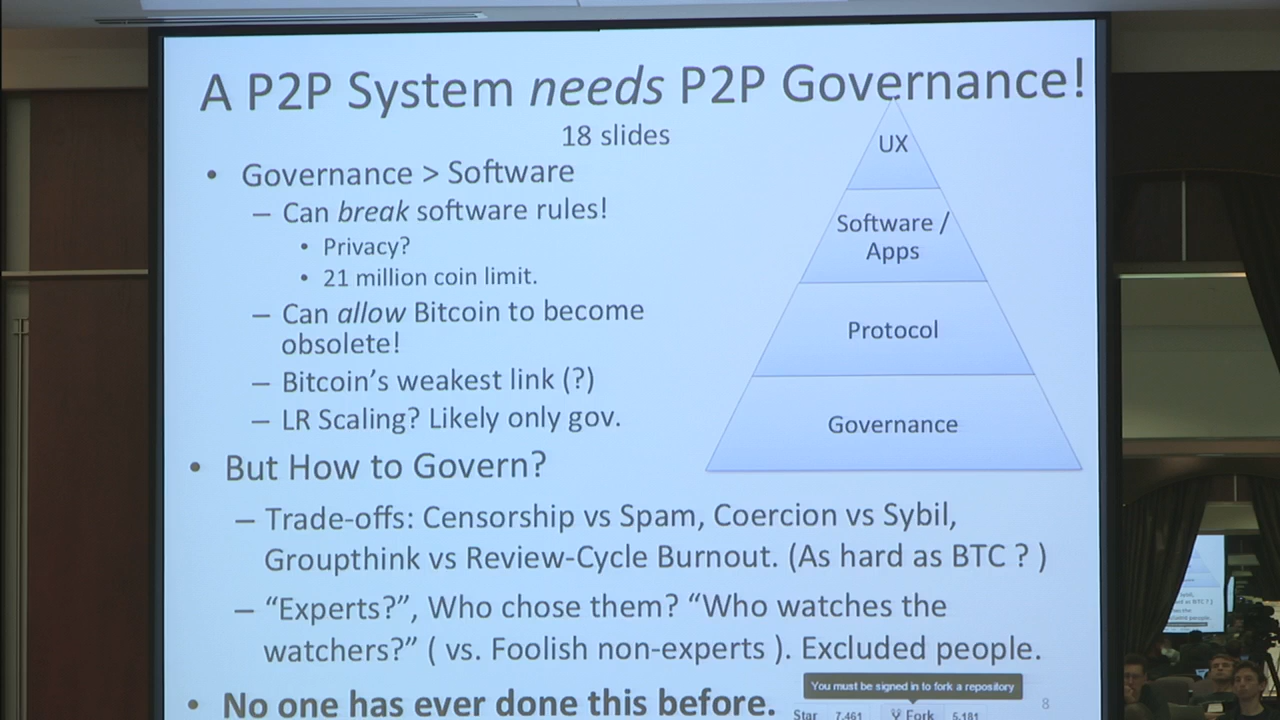 A P2P System needs P2P Governance!
18 slides
• Governance > Software
– Can break software rules!
• Privacy?
• 21 million coin limit.
– Can allow Bitcoin to become
obsolete!
– Bitcoin's weakest link (?)
– LR Scaling? Likely only gov.
UX
Software /
Apps
Protocol
Governance
• But How to Govern?
– Trade-offs: Censorship vs Spam, Coercion vs Sybil,
Groupthink vs Review-Cycle Burnout. (As hard as BTC ? )
– “Experts?”, Who chose them? “Who watches the
watchers?” ( vs. Foolish non-experts ). Excluded people.
• No one has ever done this before.
You must be signed in to fork a repository
Star 7,461 Fork 5,181
8